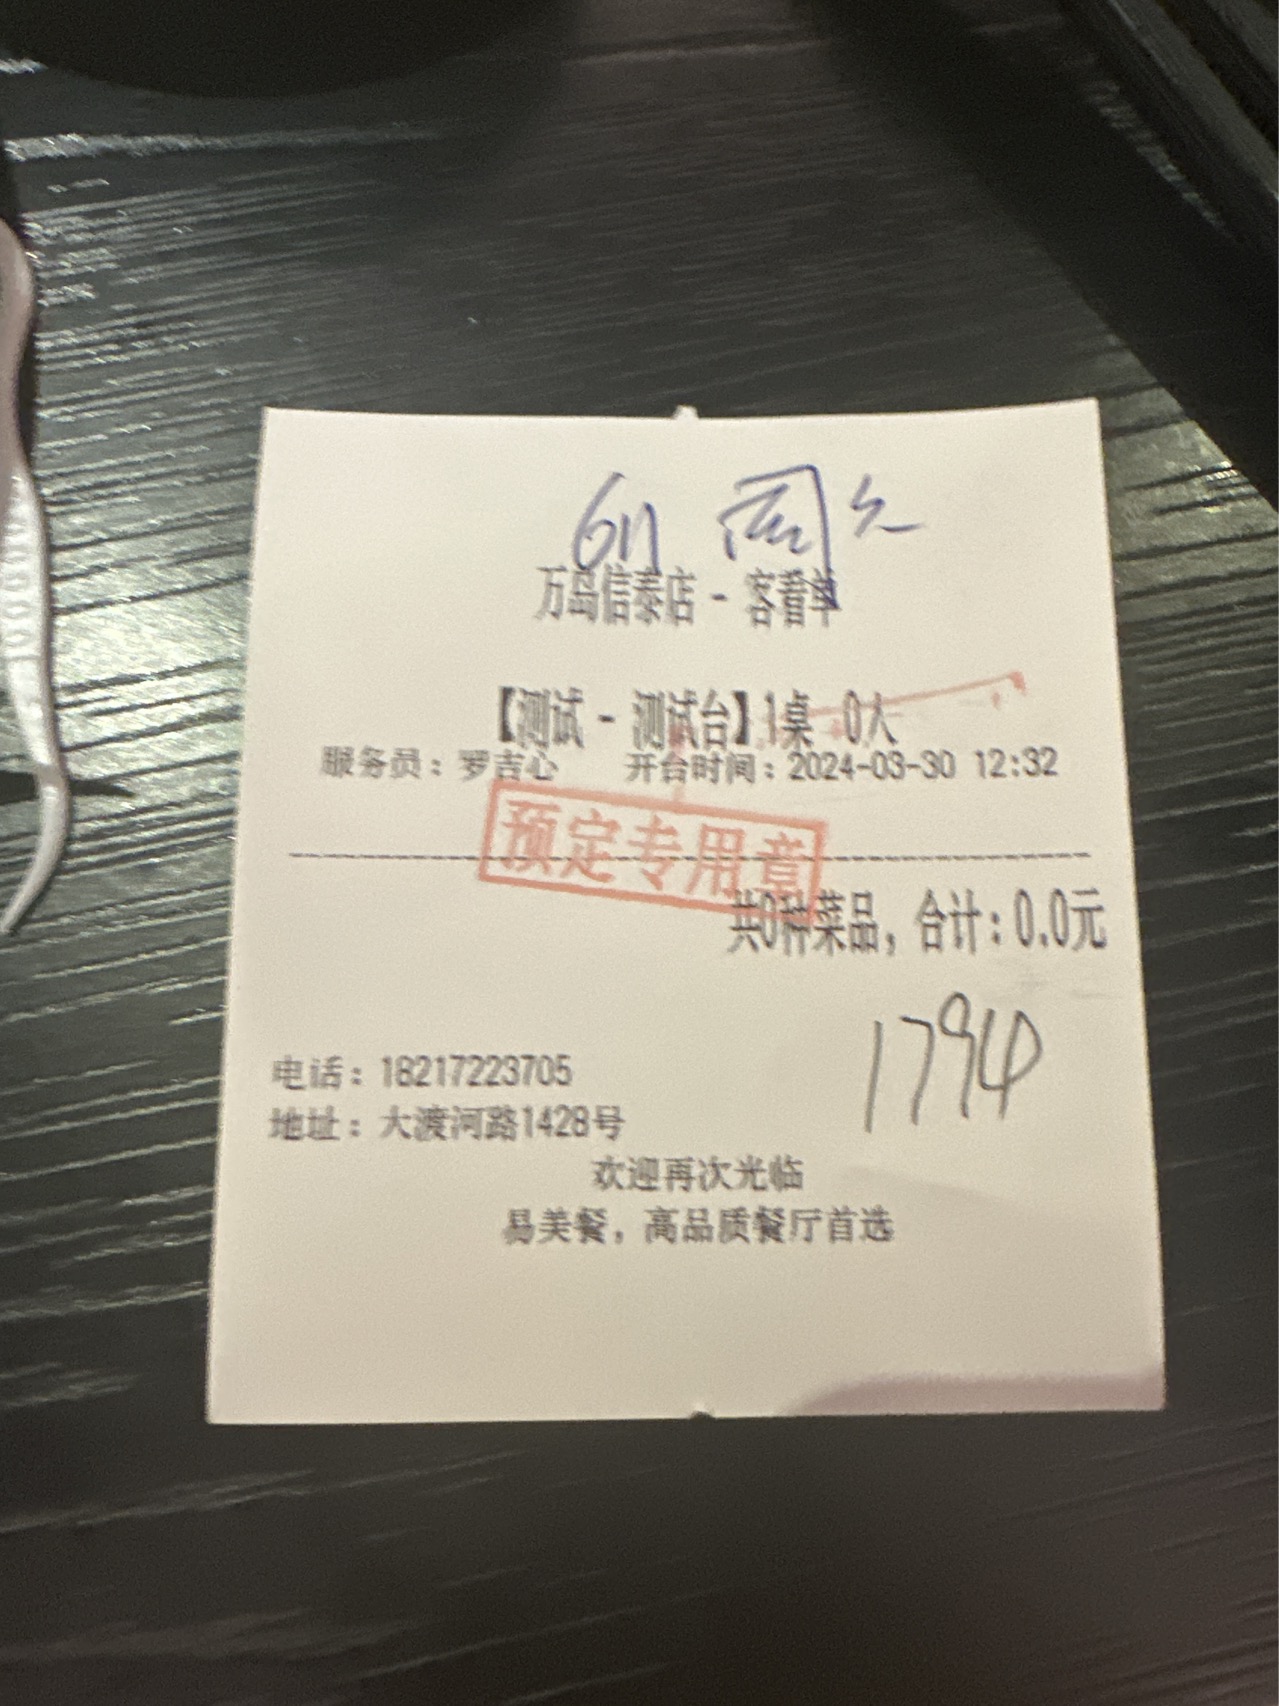 611
万岛信泰店 - 客看单
【测试 - 测试台】1桌 0人
服务员：罗吉心 开台时间：2024-03-30 12:32
预定专用章
共0种菜品，合计：0.0元
1794
电话：18217223705
地址：大渡河路1428号
欢迎再次光临
易美餐，高品质餐厅首选